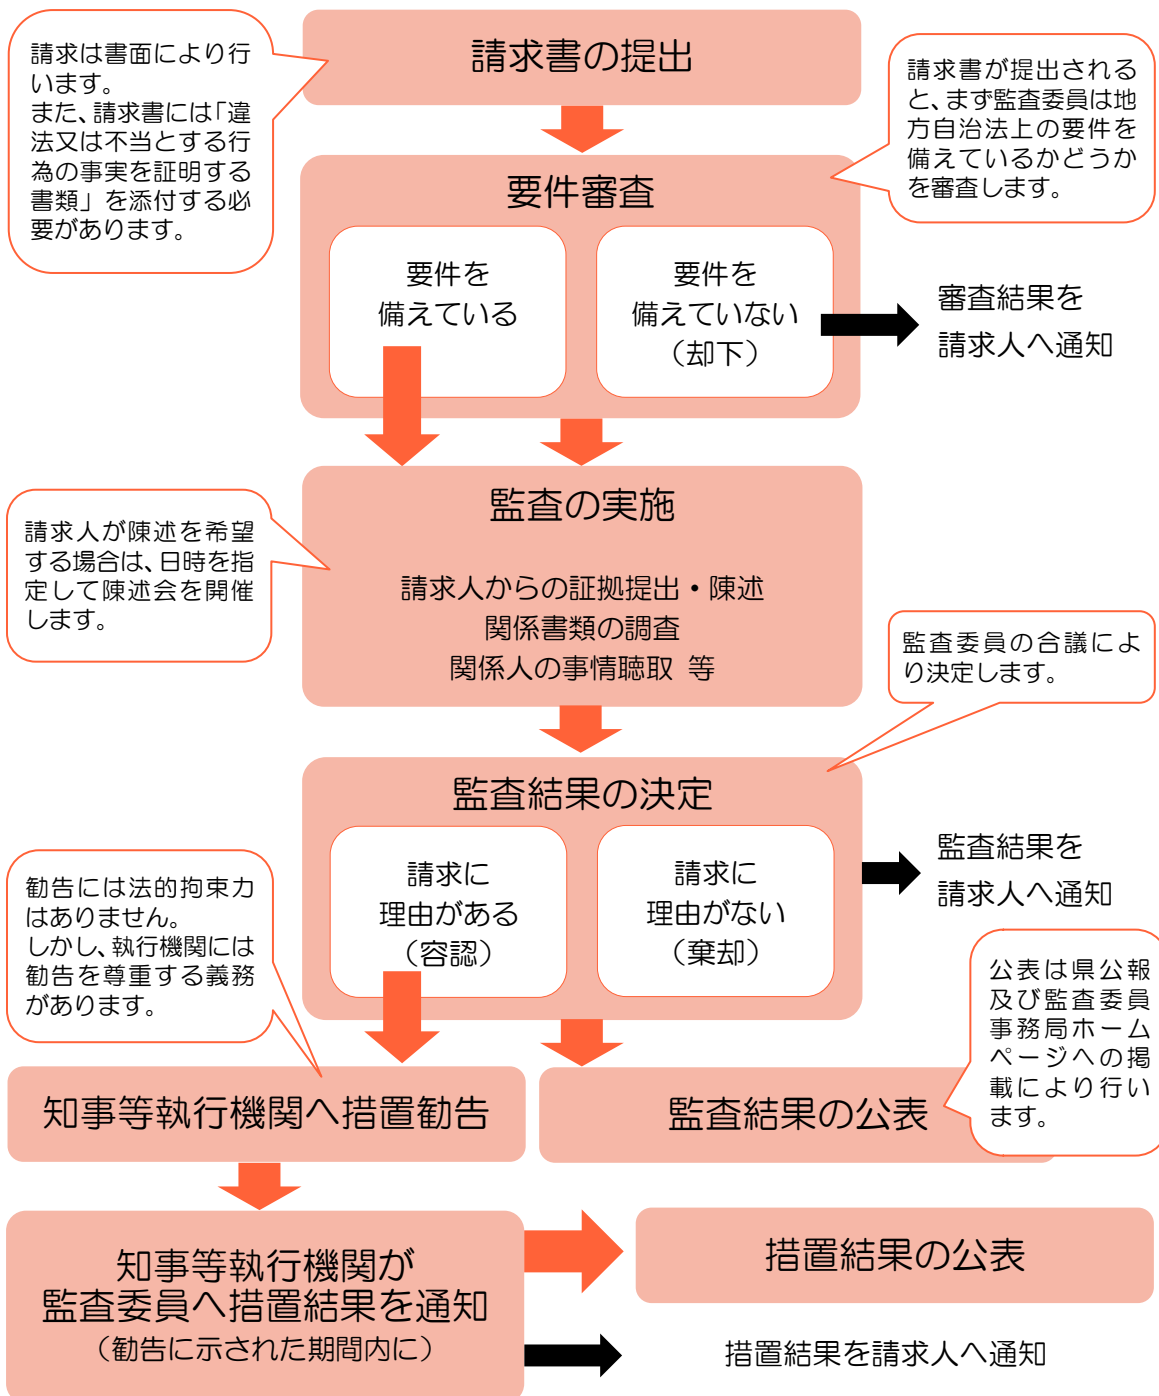 請求書の提出
請求は書面により行
います。
また、請求書には「違
法又は不当とする行
為の事実を証明する
書類」を添付する必
要があります。
請求書が提出される
と、まず監査委員は地
方自治法上の要件を
備えているかどうか
を審査します。
要件審査
要件を
備えている
要件を
備えていない
（却下）
審査結果を
請求人へ通知
監査の実施
請求人からの証拠提出・陳述
関係書類の調査
関係人の事情聴取 等
請求人が陳述を希望
する場合は、日時を指
定して陳述会を開催
します。
監査委員の合議によ
り決定します。
監査結果の決定
請求に
理由がある
（容認）
請求に
理由がない
（棄却）
監査結果を
請求人へ通知
勧告には法的拘束力
はありません。
しかし、執行機関には
勧告を尊重する義務
があります。
公表は県公報
及び監査委員
事務局ホーム
ページへの掲
載により行い
ます。
知事等執行機関へ措置勧告
監査結果の公表
知事等執行機関が
監査委員へ措置結果を通知
（勧告に示された期間内に）
措置結果の公表
措置結果を請求人へ通知